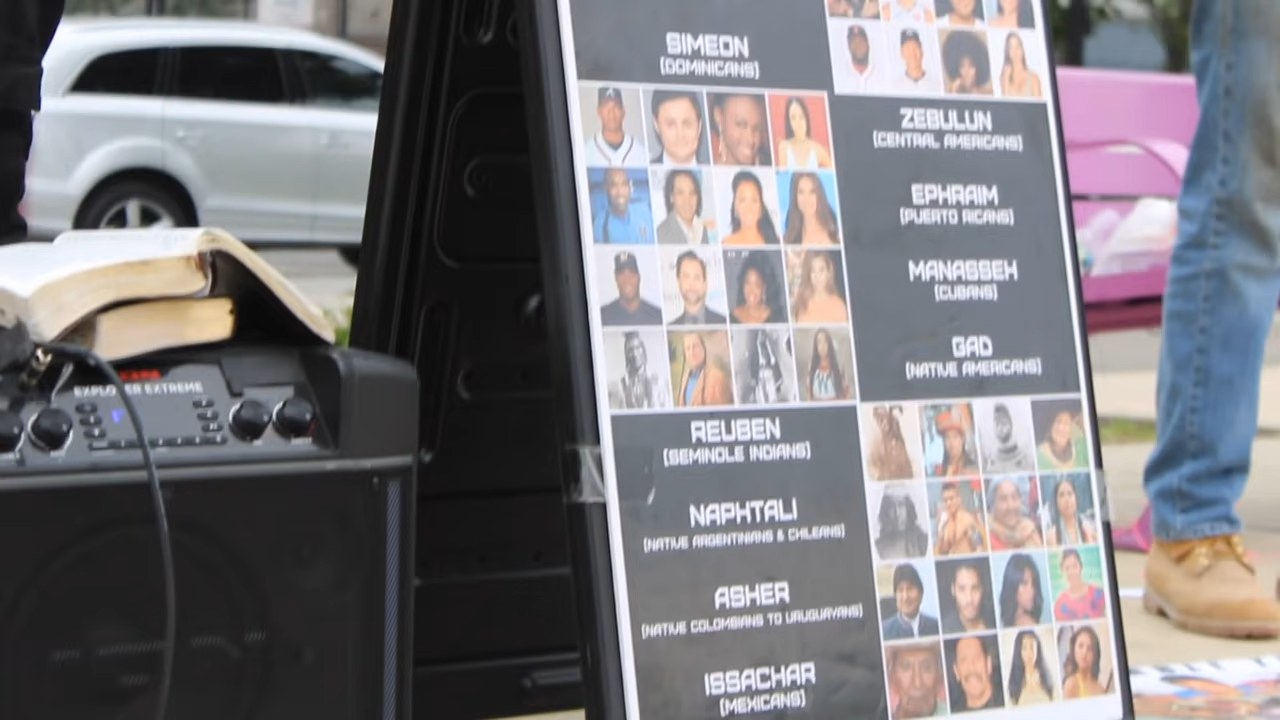 SIMEON
(DOMINICANS)
ZEBULUN
(CENTRAL AMERICANS)
EPHRAIM
(PUERTO RICANS)
MANASSEH
(CUBANS)
GAD
(NATIVE AMERICANS)
REUBEN
(SEMINOLE INDIANS)
NAPHTALI
(NATIVE ARGENTINIANS & CHILEANS)
ASHER
(NATIVE COLOMBIANS TO URUGUAYANS)
ISSACHAR
(MEXICANS)
EXPLORER EXTREME